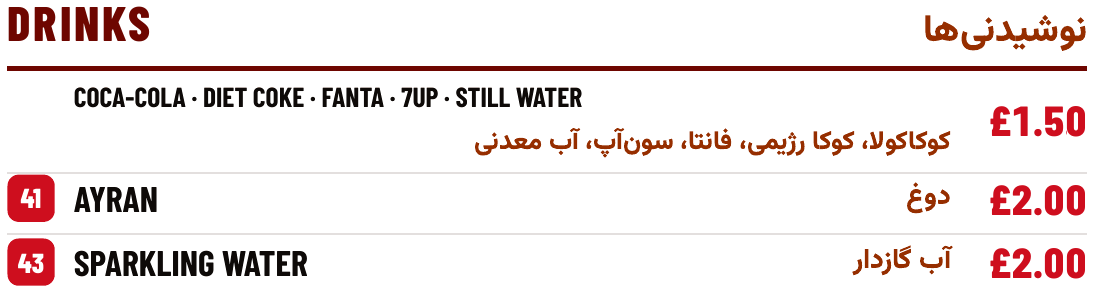 DRINKS نوشیدنی‌ها
COCA-COLA · DIET COKE · FANTA · 7UP · STILL WATER
کوکاکولا، کوکا رژیمی، فانتا، سون‌آپ، آب معدنی £1.50
41 AYRAN دوغ £2.00
43 SPARKLING WATER آب گازدار £2.00